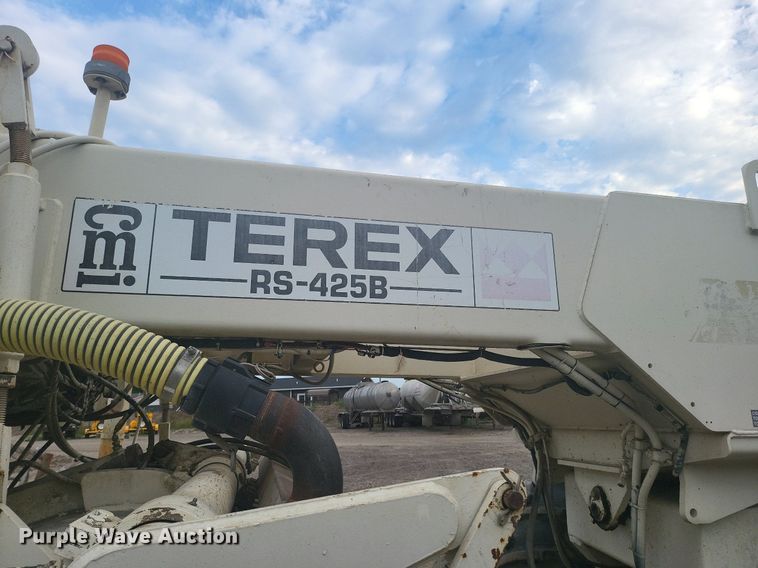 cmi
TEREX
RS-425B
Purple Wave Auction